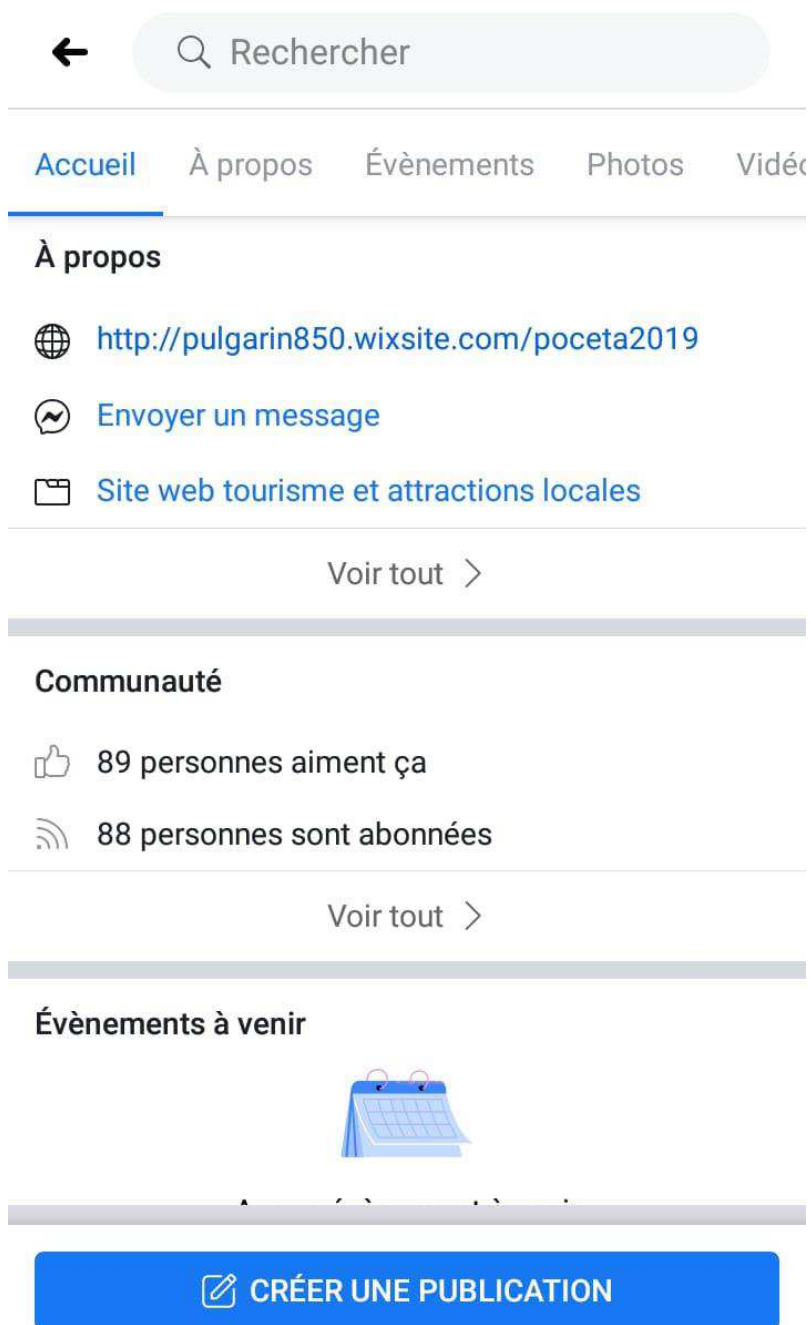 Rechercher
Accueil À propos Évènements Photos Vidéo
À propos
http://pulgarin850.wixsite.com/poceta2019
Envoyer un message
Site web tourisme et attractions locales
Voir tout
Communauté
89 personnes aiment ça
88 personnes sont abonnées
Voir tout
Évènements à venir
CRÉER UNE PUBLICATION